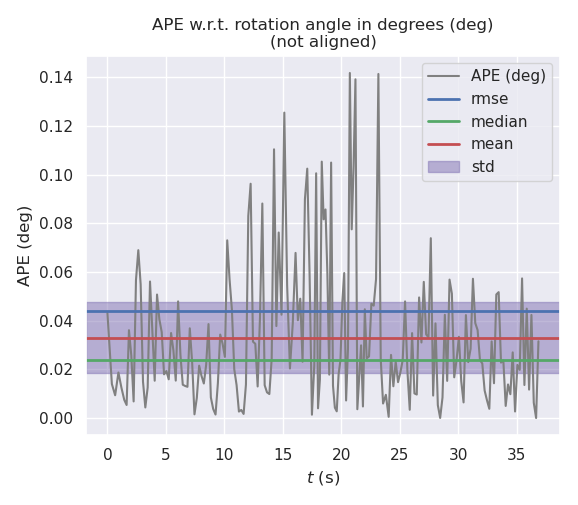 APE w.r.t. rotation angle in degrees (deg)
(not aligned)
APE (deg)
rmse
median
mean
std
APE (deg)
0.14
0.12
0.10
0.08
0.06
0.04
0.02
0.00
0 5 10 15 20 25 30 35
t (s)